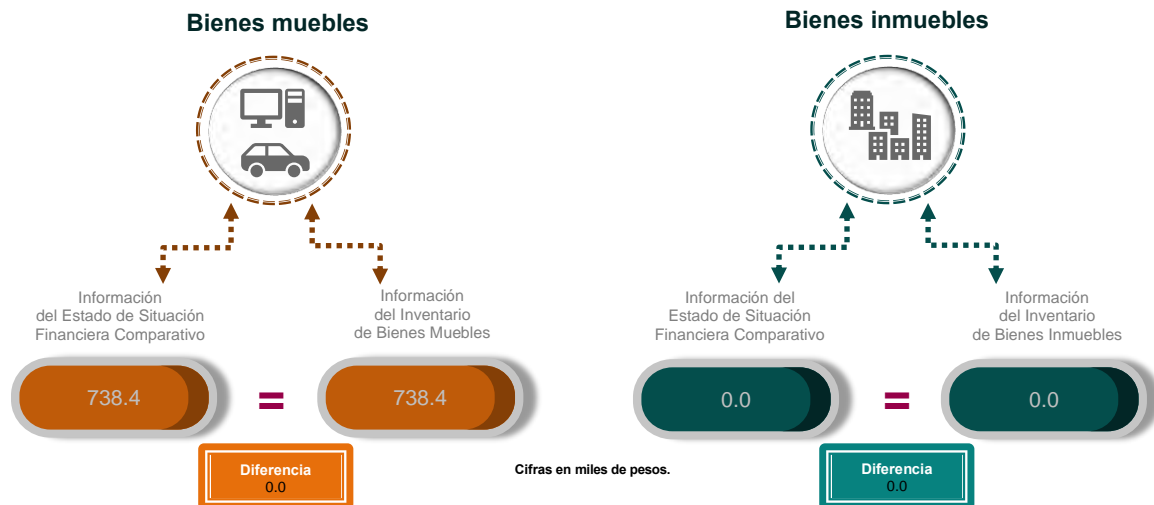 Bienes muebles
Información
del Estado de Situación
Financiera Comparativo
738.4
=
Información
del Inventario
de Bienes Muebles
738.4
Diferencia
0.0
Cifras en miles de pesos.
Bienes inmuebles
Información del
Estado de Situación
Financiera Comparativo
0.0
=
Información
del Inventario
de Bienes Inmuebles
0.0
Diferencia
0.0